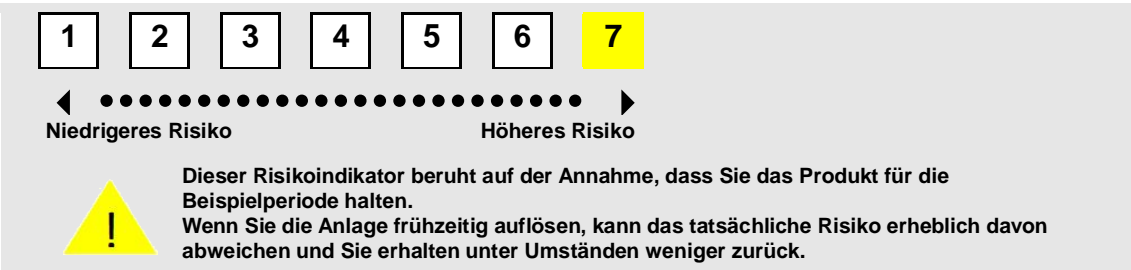 1 2 3 4 5 6 7
Niedrigeres Risiko Höheres Risiko
Dieser Risikoindikator beruht auf der Annahme, dass Sie das Produkt für die
Beispielperiode halten.
Wenn Sie die Anlage frühzeitig auflösen, kann das tatsächliche Risiko erheblich davon
abweichen und Sie erhalten unter Umständen weniger zurück.
!